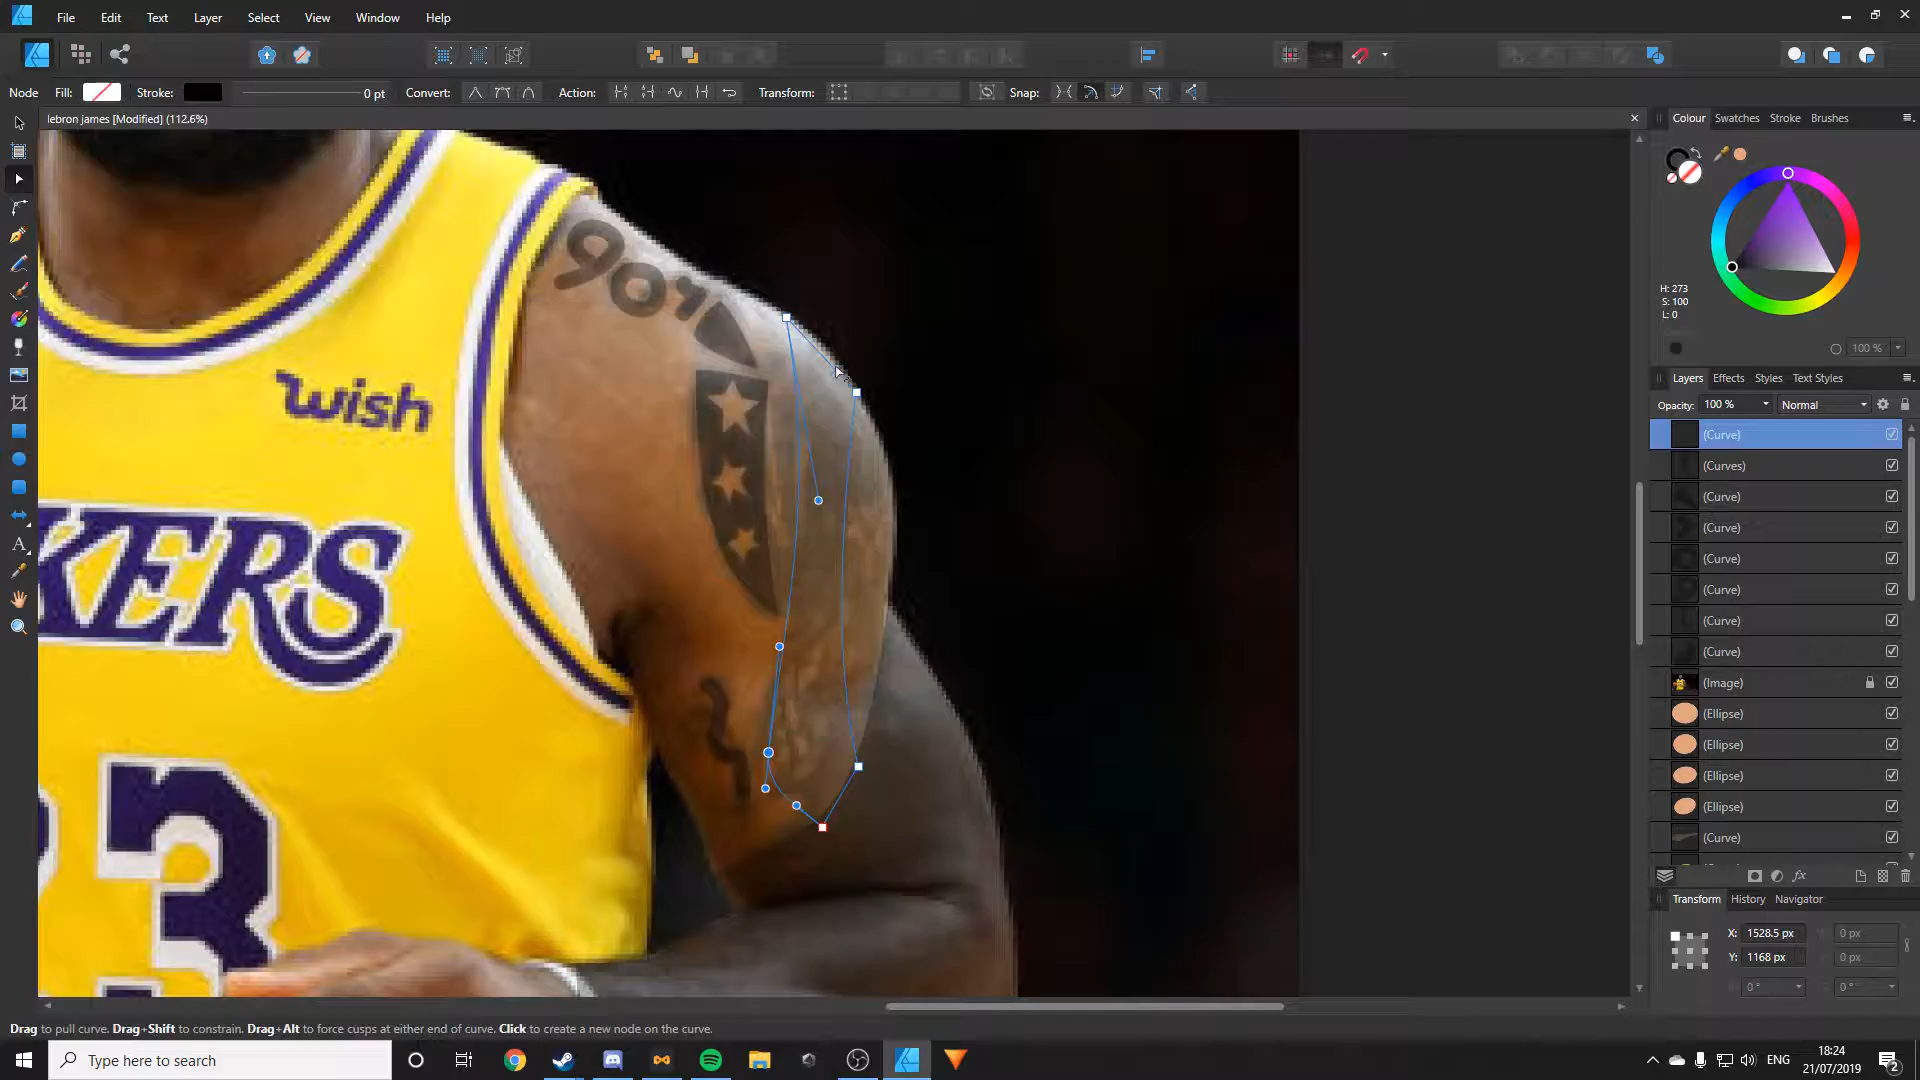 File Edit Text Layer Select View Window Help
Node Fill: Stroke: 0 pt Convert: Action: Transform: Snap:
lebron james [Modified] (112.6%)
Colour Swatches Stroke Brushes
H: 273
S: 100
L: 0
100 %
Layers Effects Styles Text Styles
Opacity: 100 % Normal
(Curve)
(Curves)
(Curve)
(Curve)
(Curve)
(Curve)
(Curve)
(Curve)
(Image)
(Ellipse)
(Ellipse)
(Ellipse)
(Ellipse)
(Curve)
Transform History Navigator
X: 1528.5 px 0 px
Y: 1168 px 0 px
0 ° 0 °
wish
KERS
3
Drag to pull curve. Drag+Shift to constrain. Drag+Alt to force cusps at either end of curve. Click to create a new node on the curve.
Type here to search
ENG
18:24
21/07/2019
2